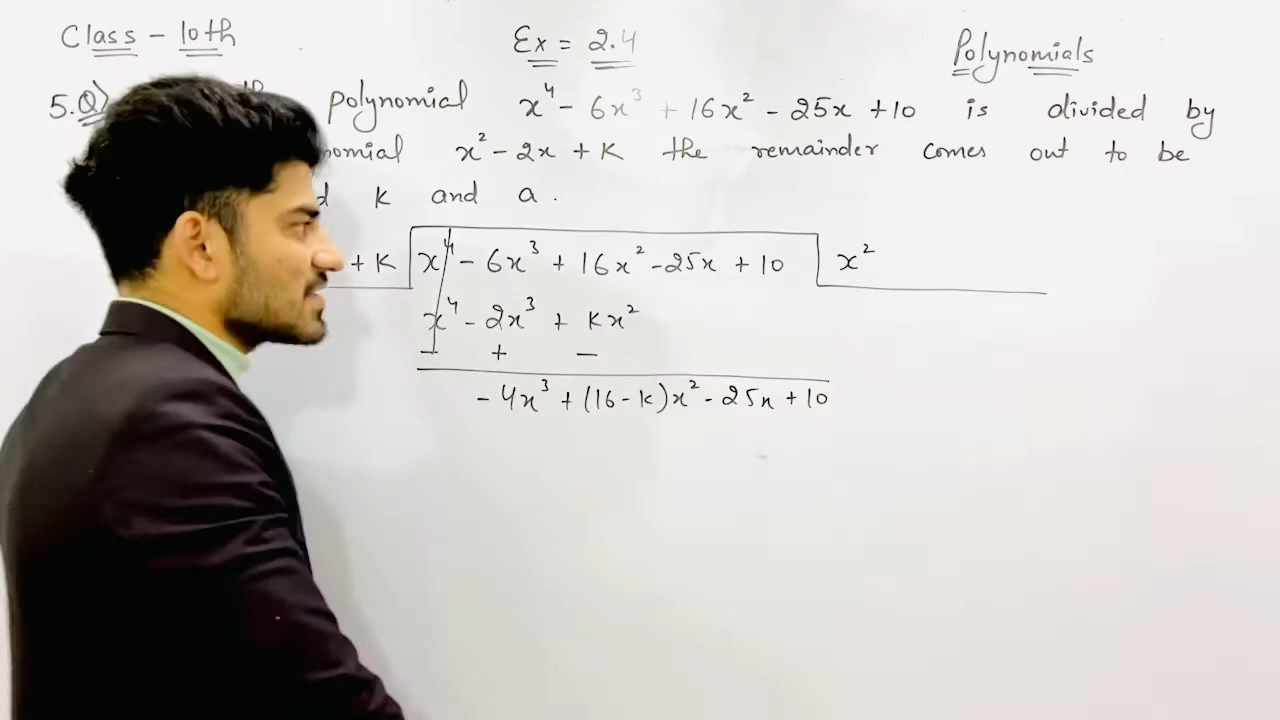 Class - 10th
Ex = 2.4
Polynomials
5.Q) polynomial x⁴ - 6x³ + 16x² - 25x + 10 is divided by
nomial x² - 2x + K the remainder comes out to be
d K and a.
+ K x⁴ - 6x³ + 16x² - 25x + 10 x²
x⁴ - 2x³ + Kx²
- + -
- 4x³ + (16 - K)x² - 25x + 10